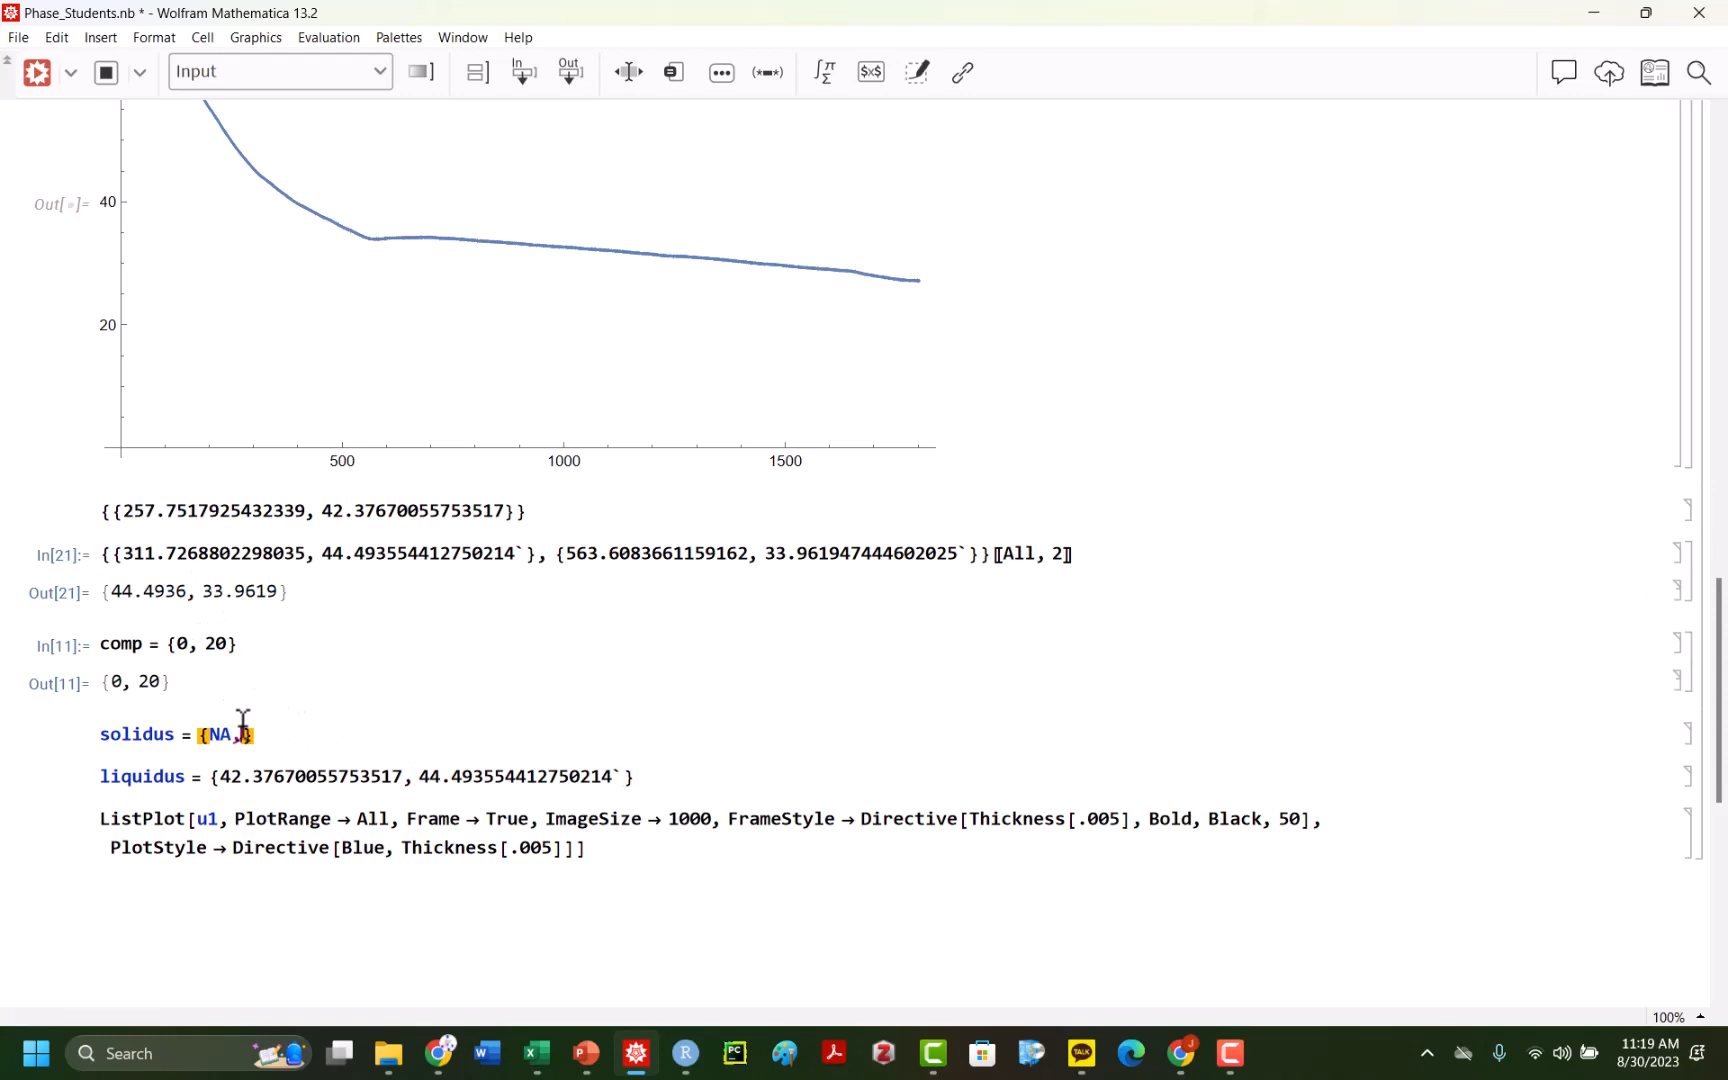 Phase_Students.nb * - Wolfram Mathematica 13.2
File Edit Insert Format Cell Graphics Evaluation Palettes Window Help
Input
In
Out
40
Out[∘]=
20
500 1000 1500
{{257.7517925432339, 42.37670055753517}}
In[21]:= {{311.7268802298035, 44.493554412750214`}, {563.6083661159162, 33.961947444602025`}}〚All, 2〛
Out[21]= {44.4936, 33.9619}
In[11]:= comp = {0, 20}
Out[11]= {0, 20}
solidus = {NA,}
liquidus = {42.37670055753517, 44.493554412750214`}
ListPlot[u1, PlotRange → All, Frame → True, ImageSize → 1000, FrameStyle → Directive[Thickness[.005], Bold, Black, 50],
PlotStyle → Directive[Blue, Thickness[.005]]]
100%
Search
11:19 AM
8/30/2023